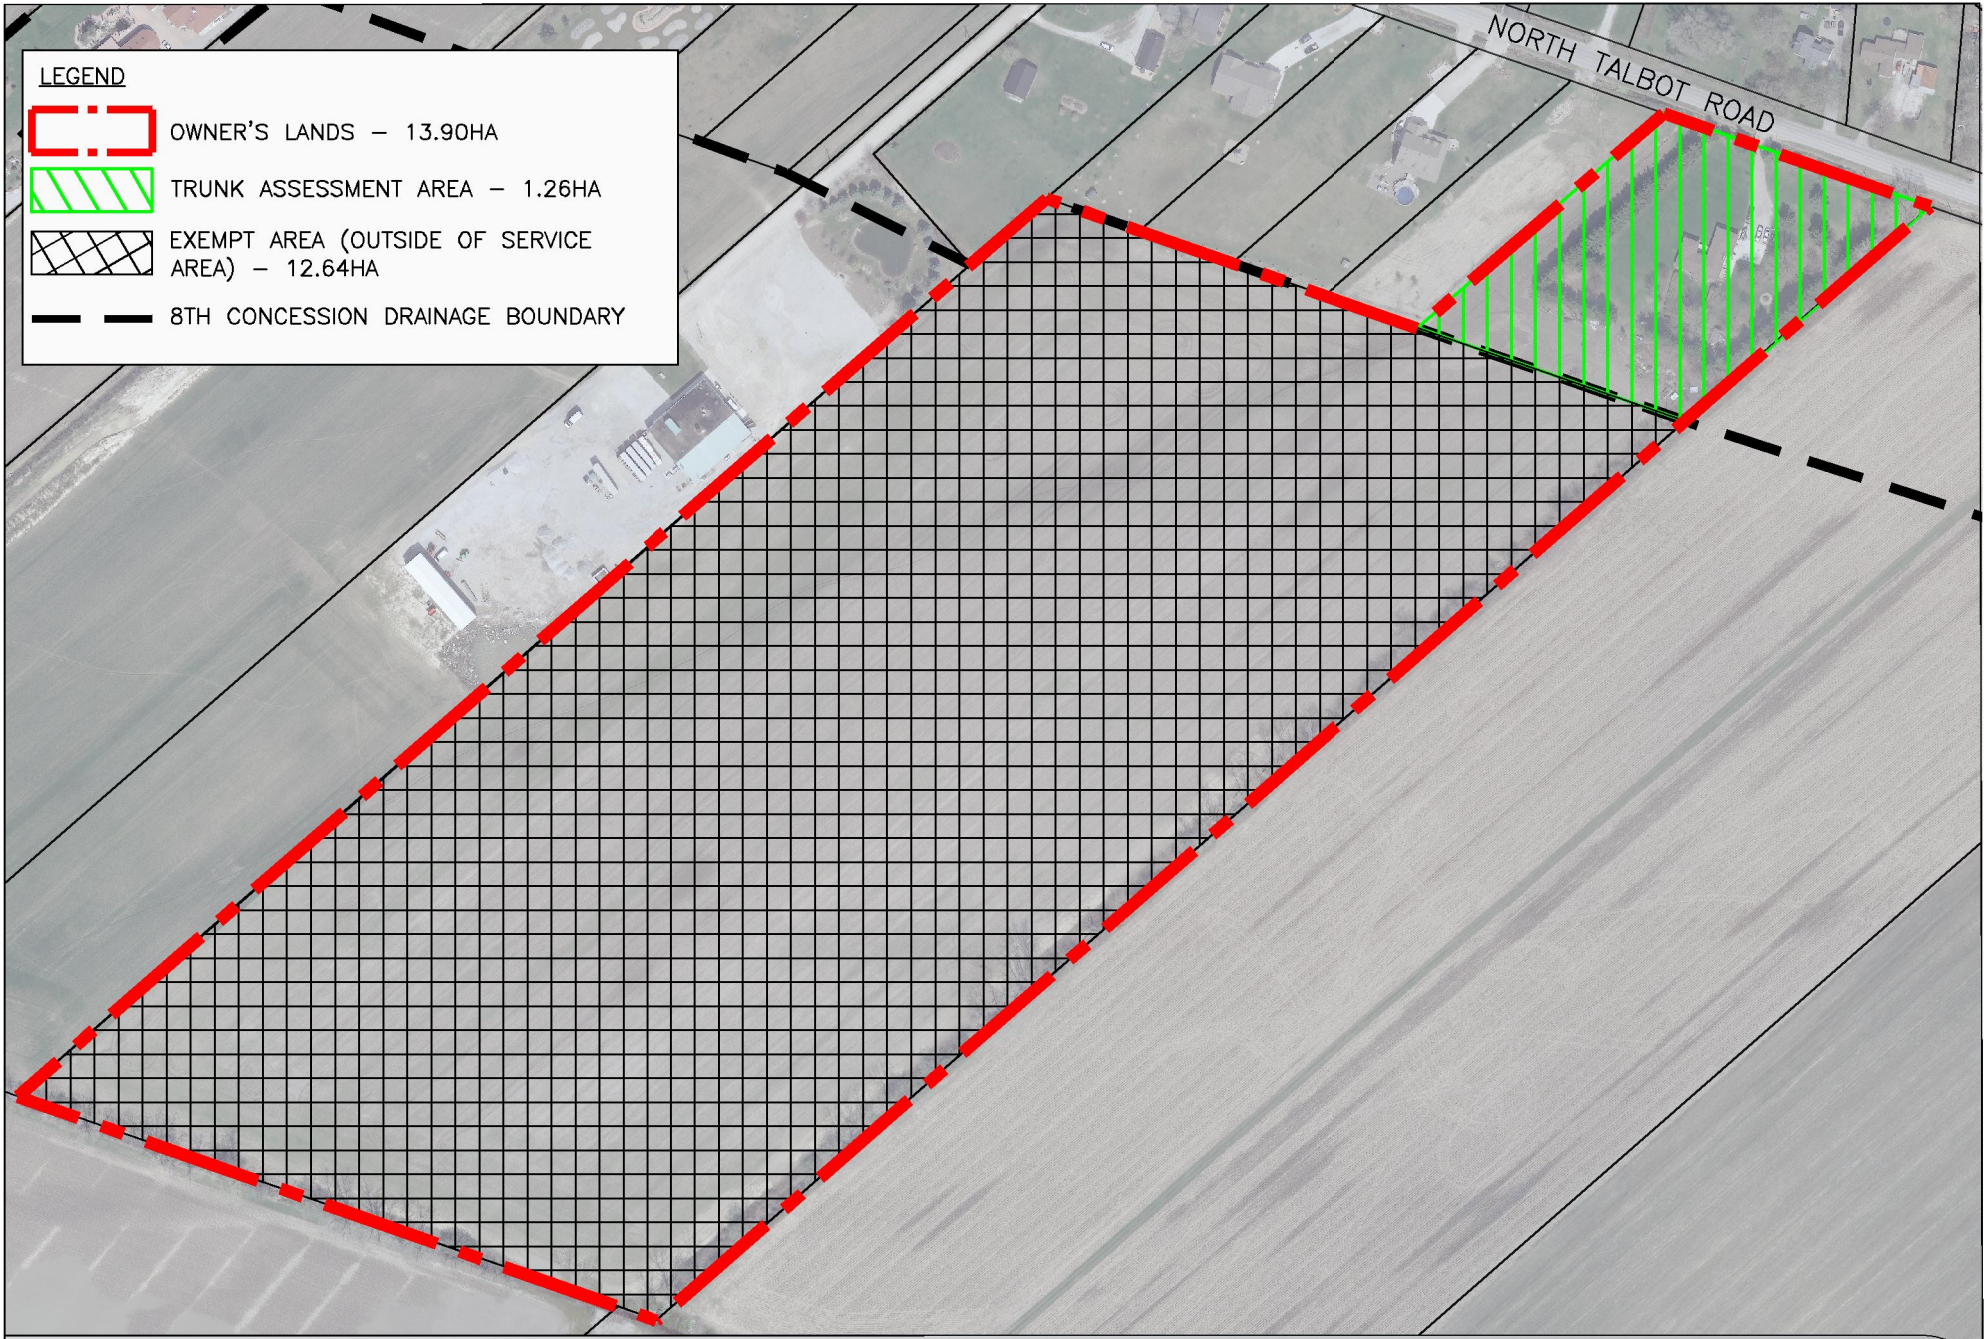 LEGEND
OWNER'S LANDS - 13.90HA
TRUNK ASSESSMENT AREA - 1.26HA
EXEMPT AREA (OUTSIDE OF SERVICE
AREA) - 12.64HA
8TH CONCESSION DRAINAGE BOUNDARY
NORTH TALBOT ROAD